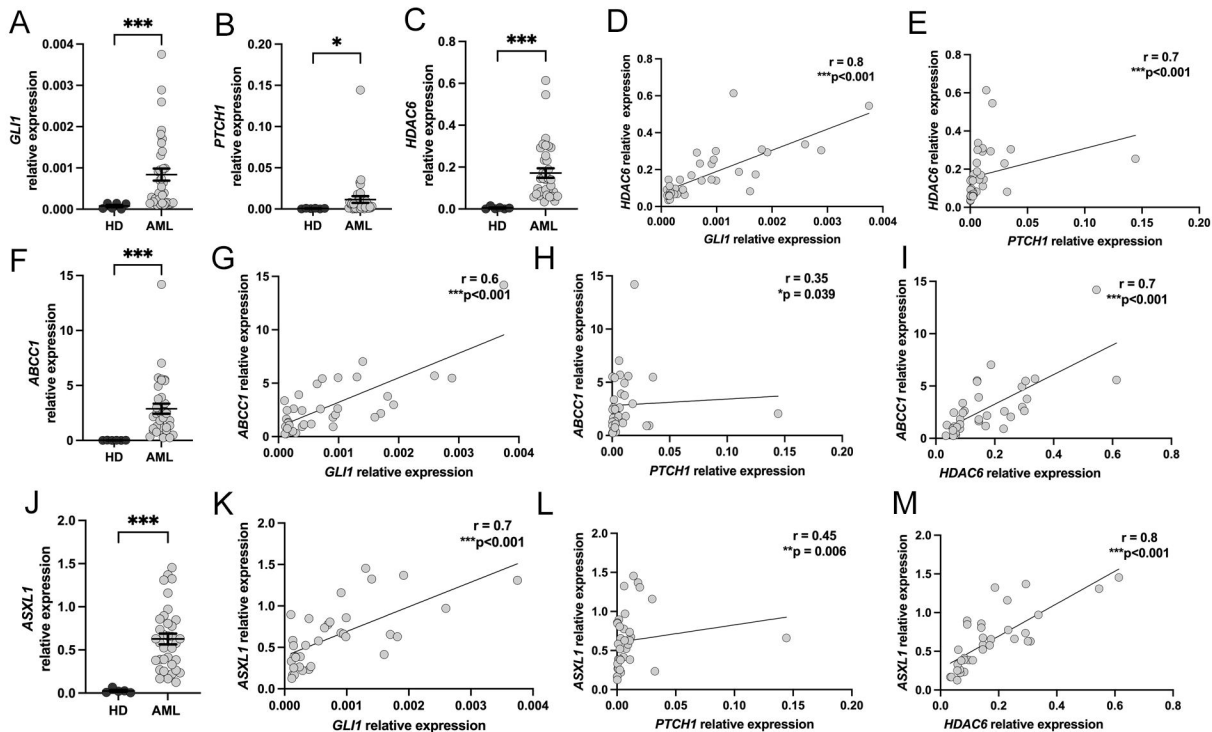 A
***
GLI1
relative expression
0.004
0.003
0.002
0.001
0.000
HD AML
B
*
PTCH1
relative expression
0.20
0.15
0.10
0.05
0.00
HD AML
C
***
HDAC6
relative expression
0.8
0.6
0.4
0.2
0.0
HD AML
D
r = 0.8
***p<0.001
HDAC6 relative expression
0.8
0.6
0.4
0.2
0.0
0.000 0.001 0.002 0.003 0.004
GLI1 relative expression
E
r = 0.7
***p<0.001
HDAC6 relative expression
0.8
0.6
0.4
0.2
0.0
0.00 0.05 0.10 0.15 0.20
PTCH1 relative expression
F
***
ABCC1
relative expression
15
10
5
0
HD AML
G
r = 0.6
***p<0.001
ABCC1 relative expression
15
10
5
0
0.000 0.001 0.002 0.003 0.004
GLI1 relative expression
H
r = 0.35
*p = 0.039
ABCC1 relative expression
15
10
5
0
0.00 0.05 0.10 0.15 0.20
PTCH1 relative expression
I
r = 0.7
***p<0.001
ABCC1 relative expression
15
10
5
0
0.0 0.2 0.4 0.6 0.8
HDAC6 relative expression
J
***
ASXL1
relative expression
2.0
1.5
1.0
0.5
0.0
HD AML
K
r = 0.7
***p<0.001
ASXL1 relative expression
2.0
1.5
1.0
0.5
0.0
0.000 0.001 0.002 0.003 0.004
GLI1 relative expression
L
r = 0.45
**p = 0.006
ASXL1 relative expression
2.0
1.5
1.0
0.5
0.0
0.00 0.05 0.10 0.15 0.20
PTCH1 relative expression
M
r = 0.8
***p<0.001
ASXL1 relative expression
2.0
1.5
1.0
0.5
0.0
0.0 0.2 0.4 0.6 0.8
HDAC6 relative expression